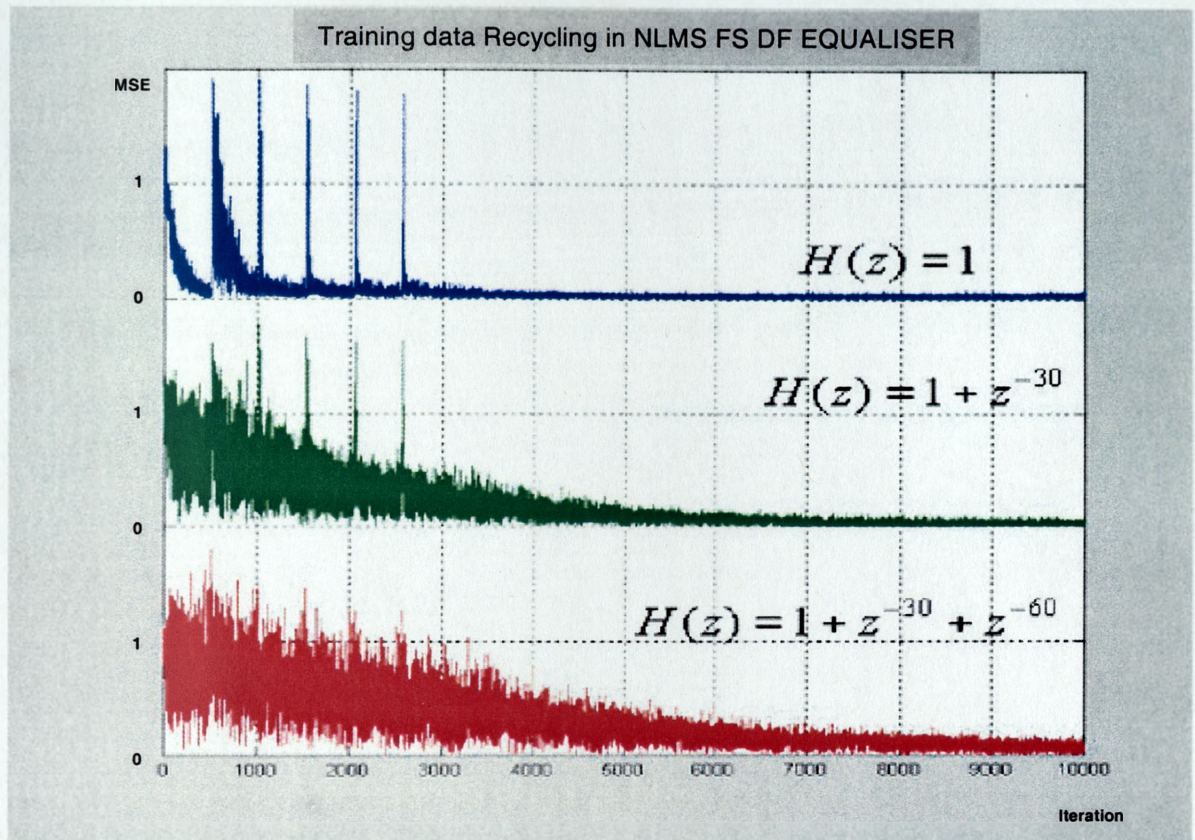 Training data Recycling in NLMS FS DF EQUALISER
MSE
1
H(z) = 1
0
H(z) = 1 + z^{-30}
1
0
H(z) = 1 + z^{-30} + z^{-60}
1
0
0 1000 2000 3000 4000 5000 6000 7000 8000 9000 10000
Iteration